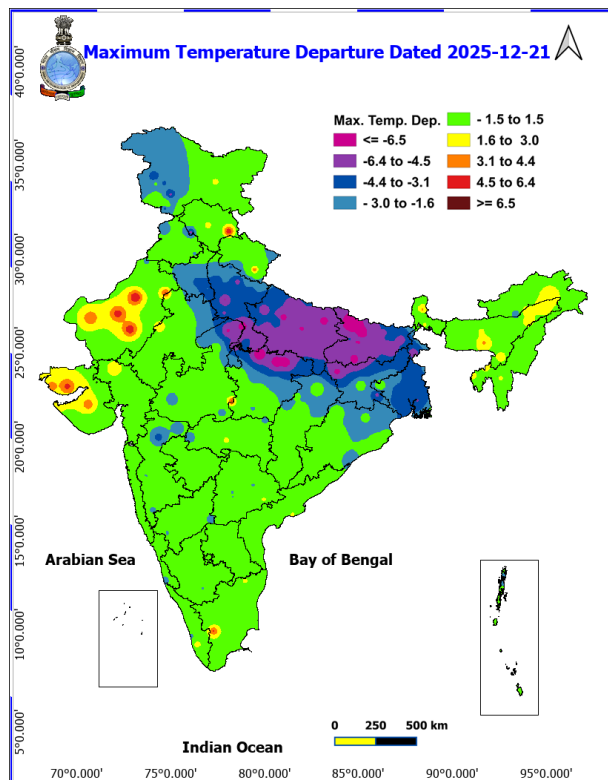 Maximum Temperature Departure Dated 2025-12-21
Max. Temp. Dep.
<= -6.5
-6.4 to -4.5
-4.4 to -3.1
- 3.0 to -1.6
- 1.5 to 1.5
1.6 to 3.0
3.1 to 4.4
4.5 to 6.4
>= 6.5
40°0.000'
35°0.000'
30°0.000'
25°0.000'
20°0.000'
15°0.000'
10°0.000'
5°0.000'
Arabian Sea
Bay of Bengal
Indian Ocean
0 250 500 km
70°0.000' 75°0.000' 80°0.000' 85°0.000' 90°0.000' 95°0.000'